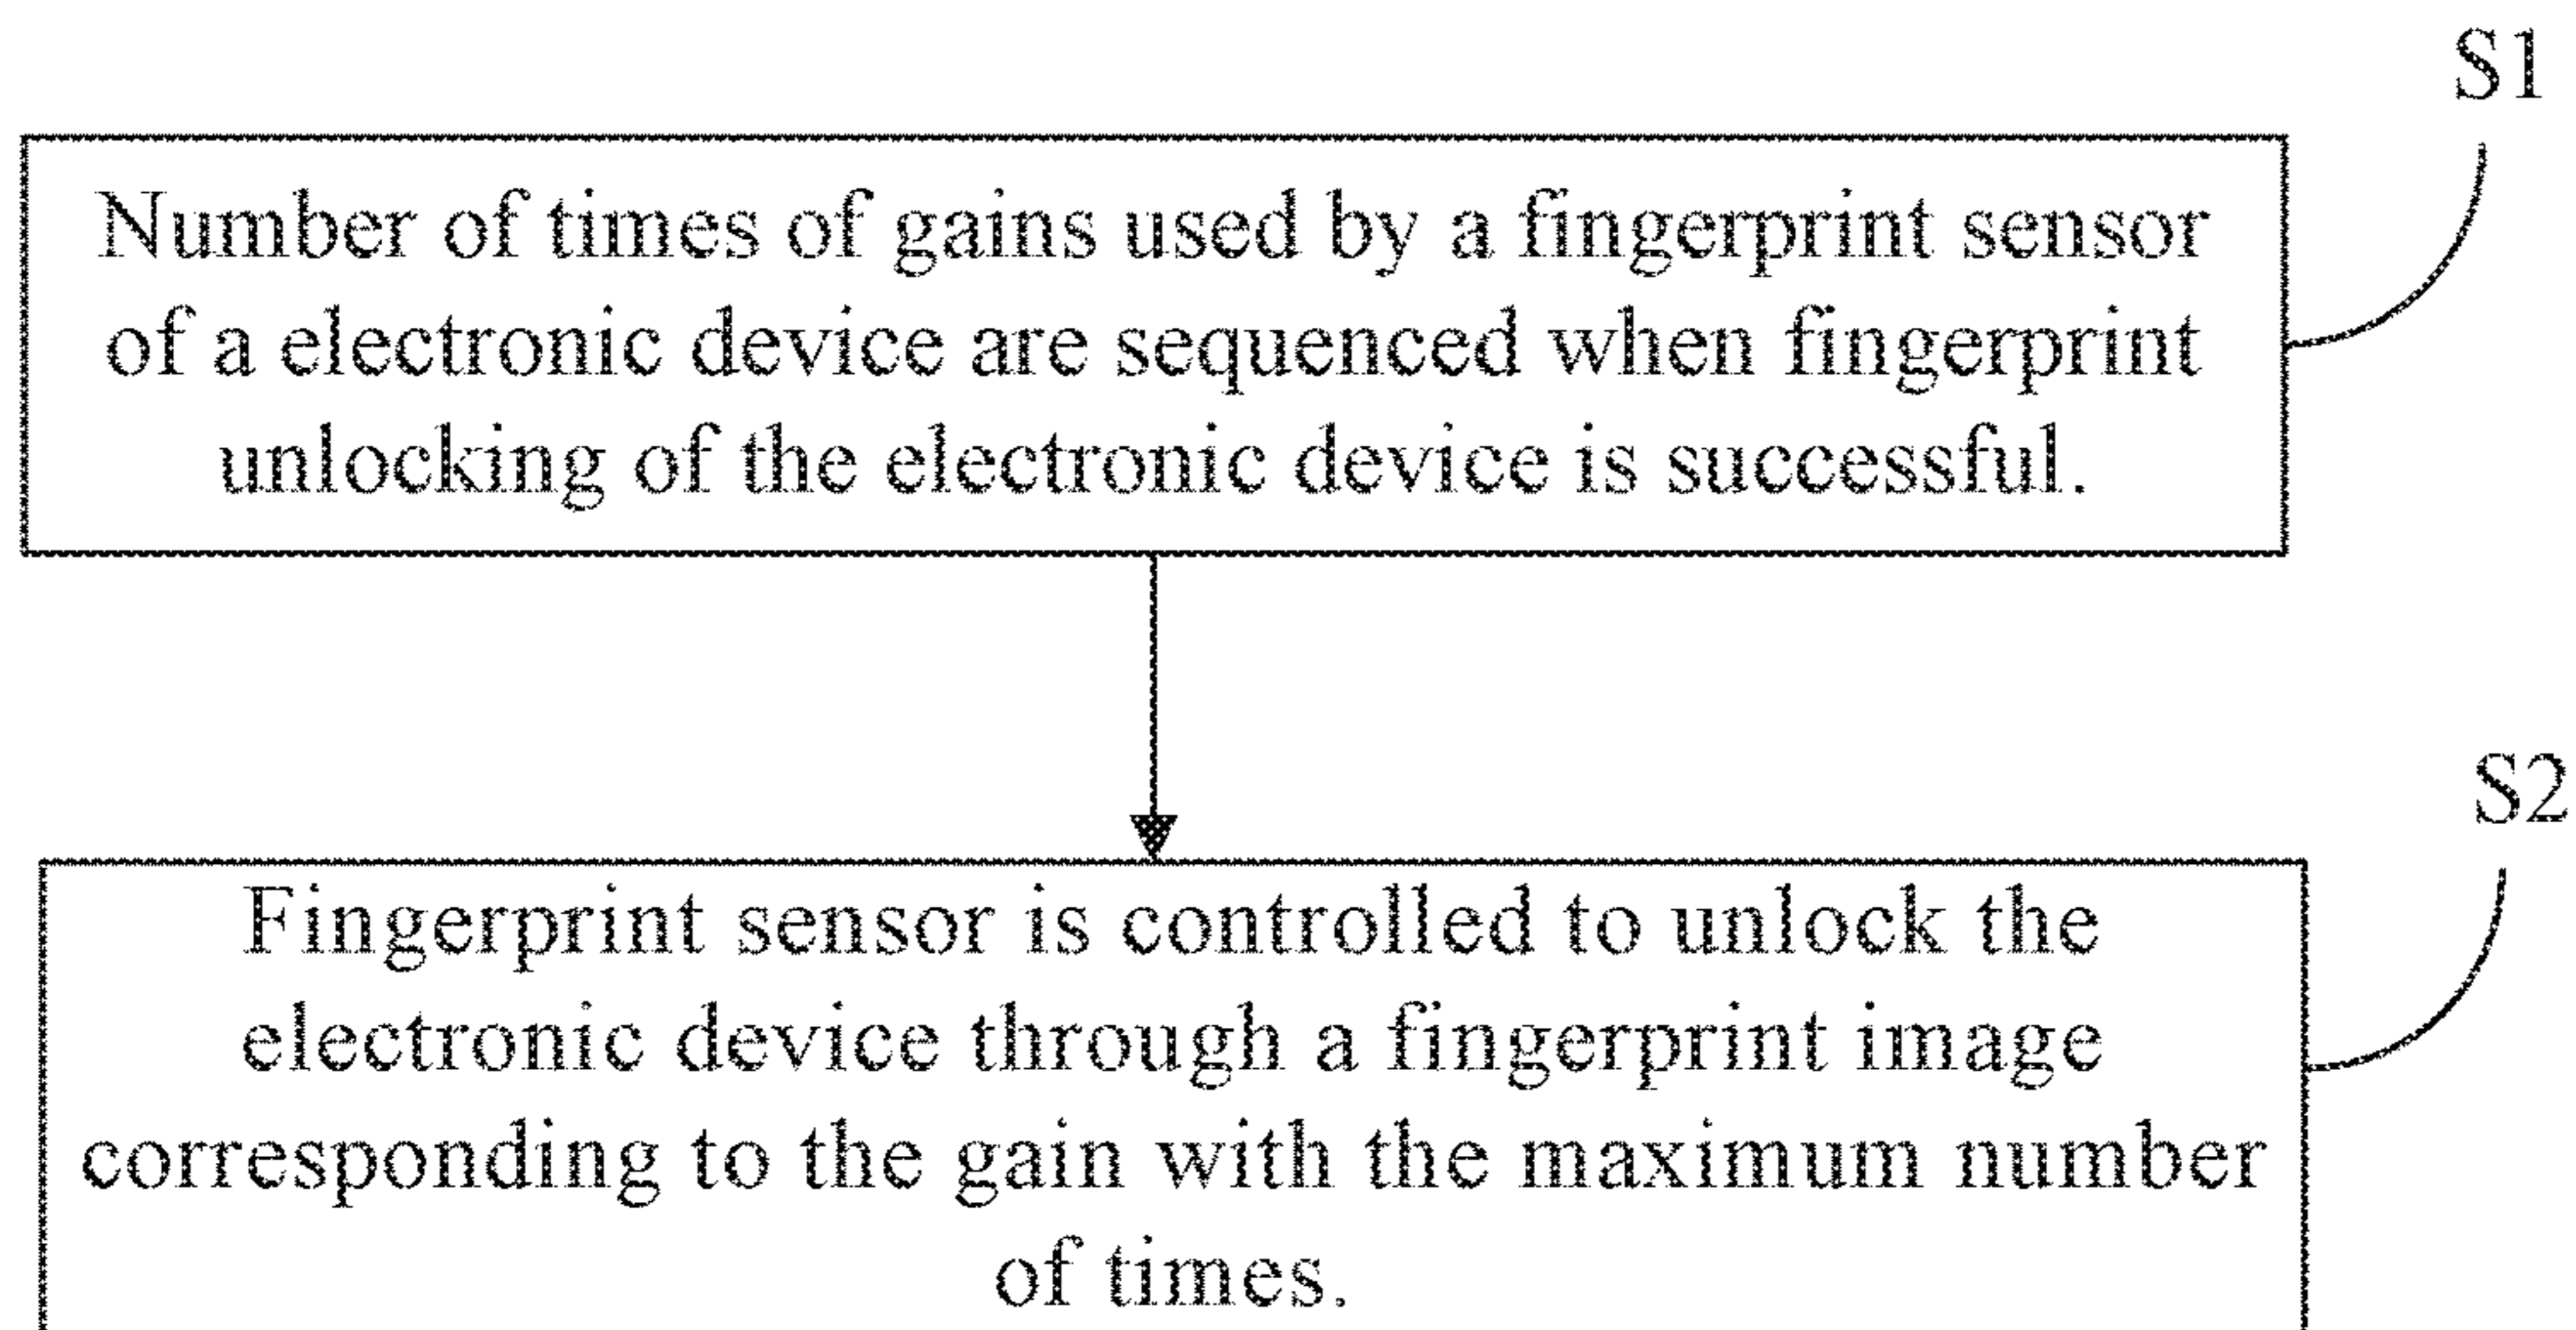 S1
Number of times of gains used by a fingerprint sensor
of a electronic device are sequenced when fingerprint
unlocking of the electronic device is successful.
S2
Fingerprint sensor is controlled to unlock the
electronic device through a fingerprint image
corresponding to the gain with the maximum number
of times.